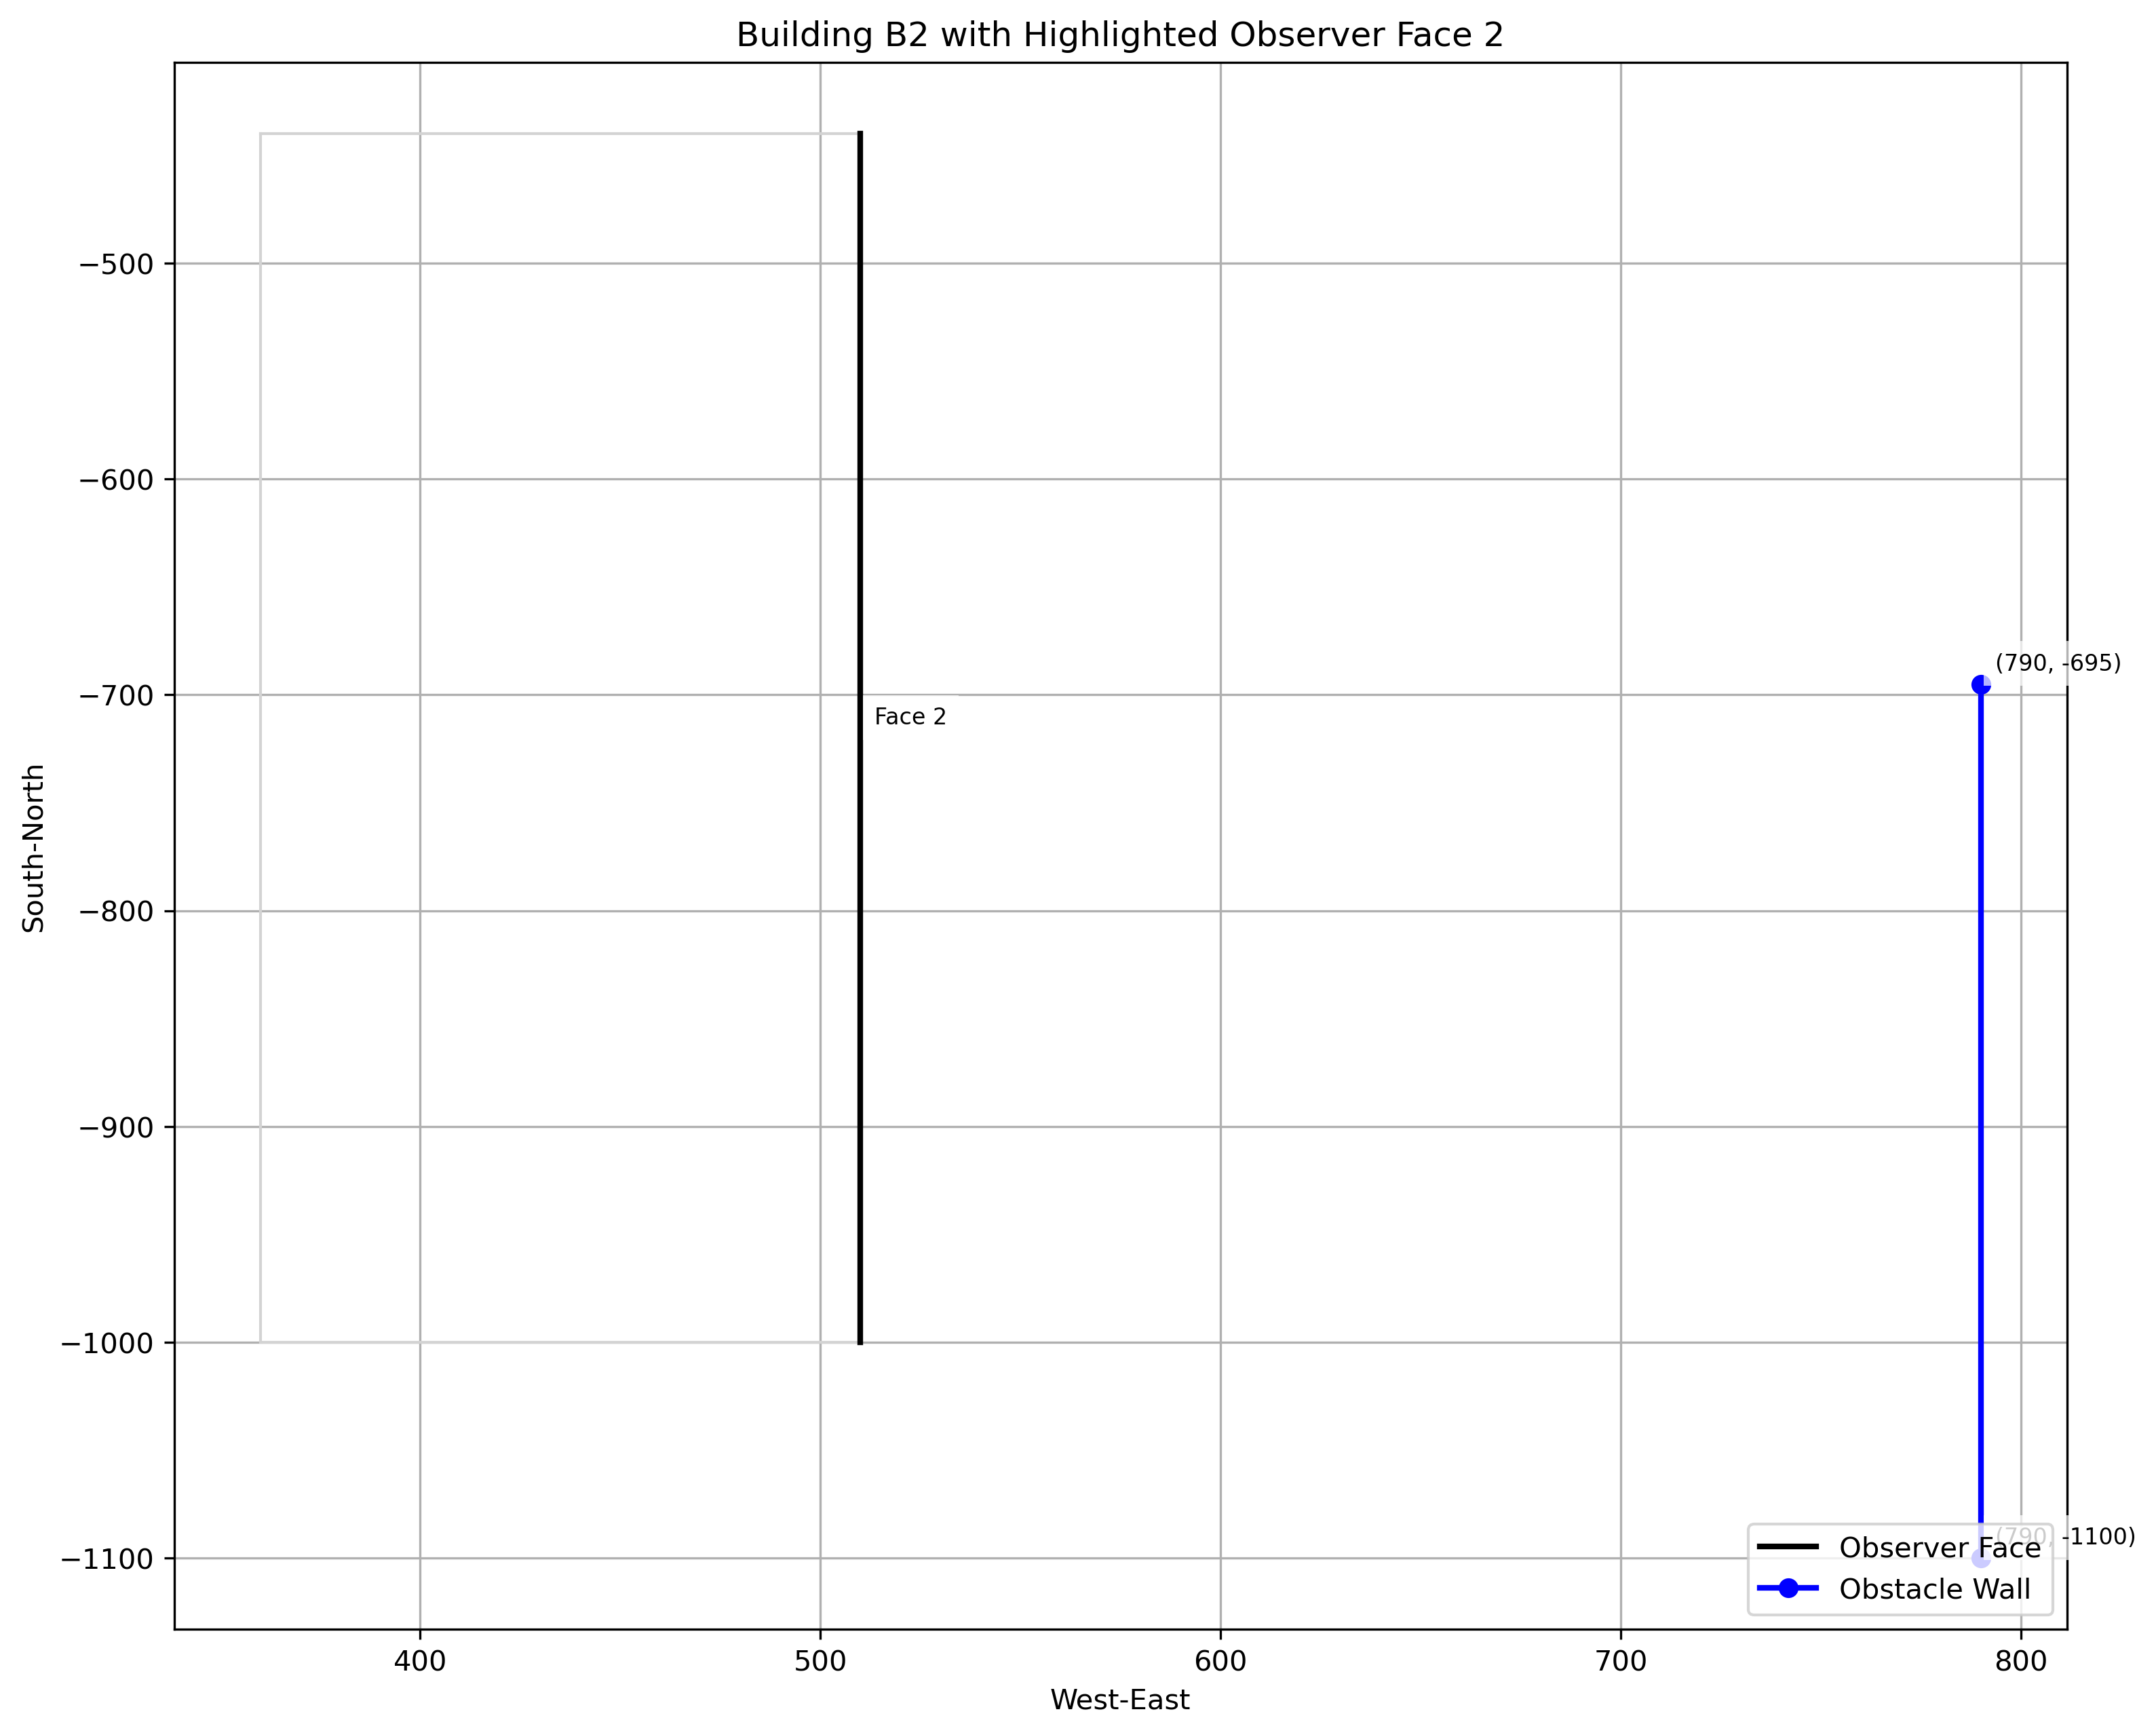 Building B2 with Highlighted Observer Face 2
−500
−600
−700
−800
−900
−1000
−1100
South-North
(790, -695)
Face 2
(790, -1100)
Observer Face
Obstacle Wall
400
500
600
700
800
West-East